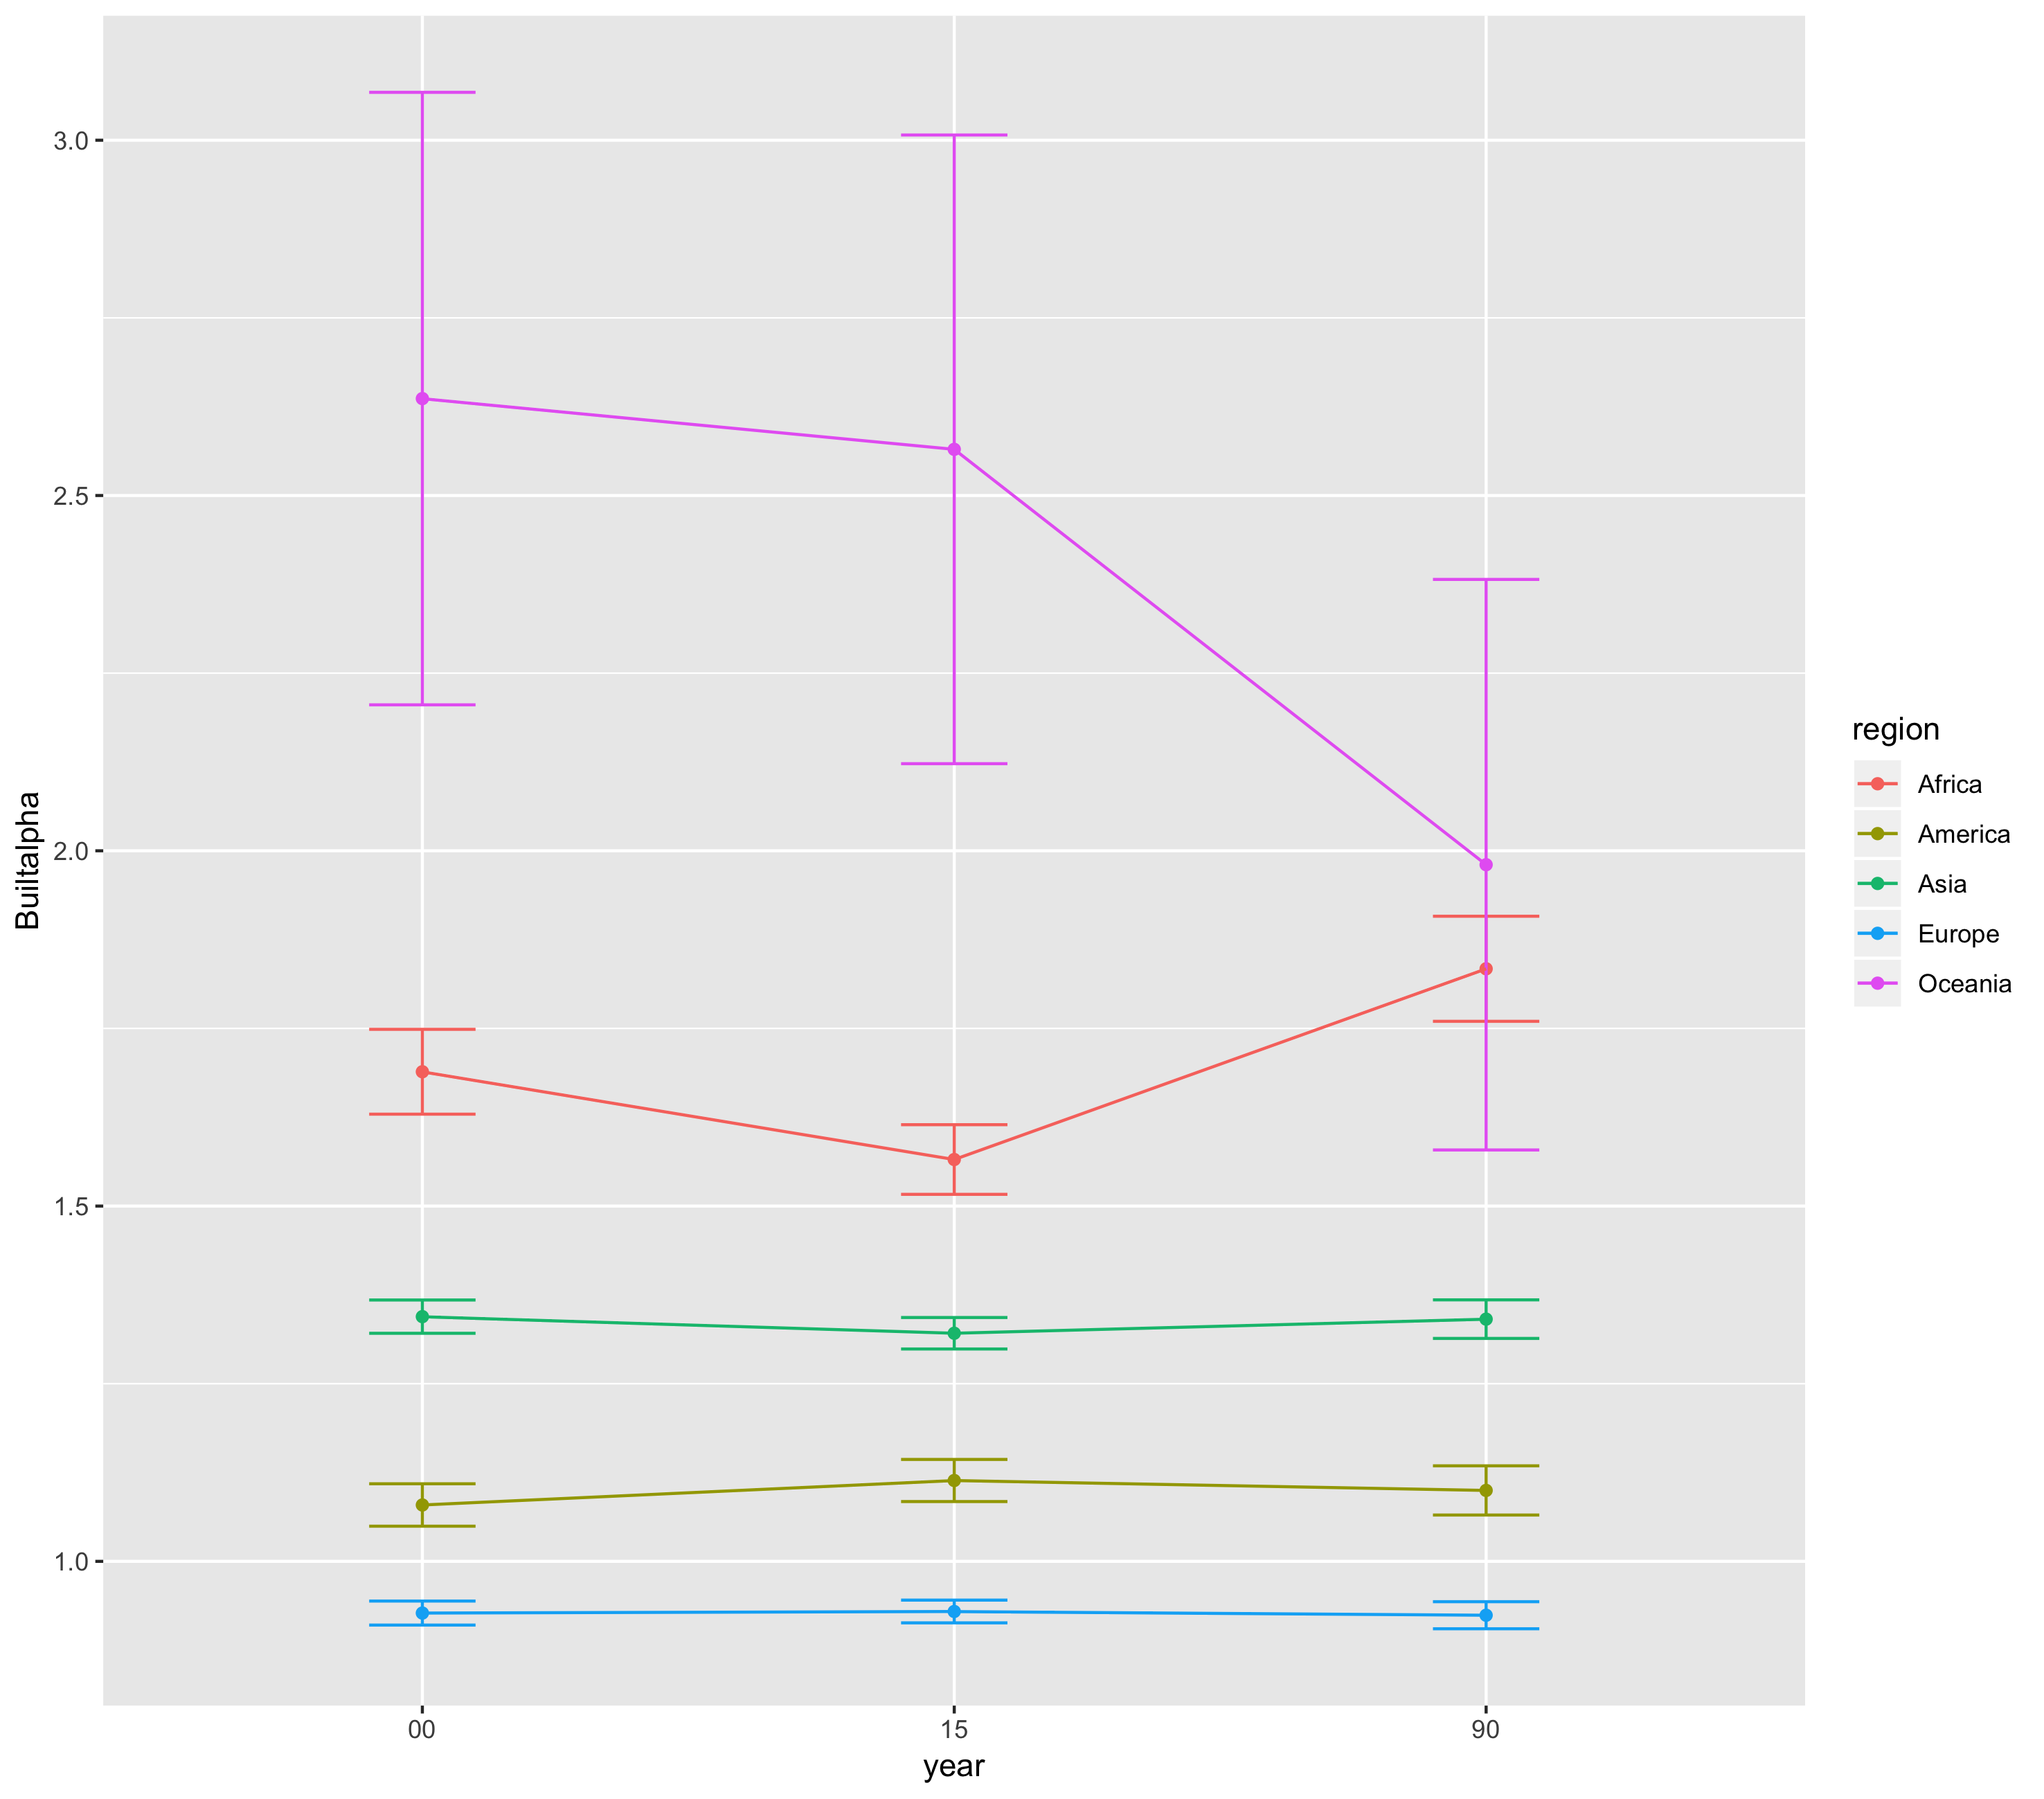 3.0
2.5
2.0
1.5
1.0
Builtalpha
00 15 90
year
region
Africa
America
Asia
Europe
Oceania